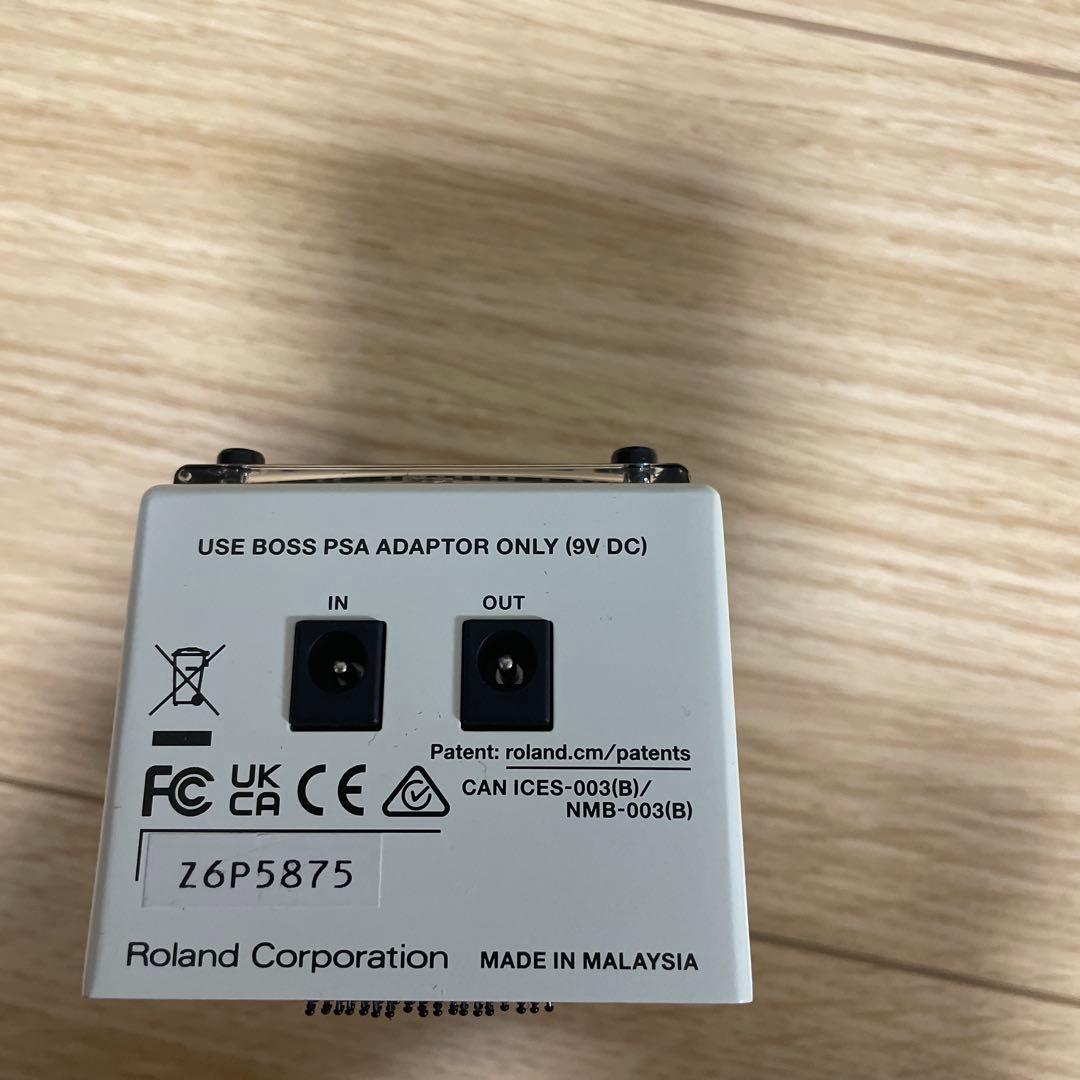 USE BOSS PSA ADAPTOR ONLY (9V DC)
IN OUT
Patent: roland.cm/patents
FC UK CA CE
CAN ICES-003(B)/
NMB-003(B)
Z6P5875
Roland Corporation MADE IN MALAYSIA